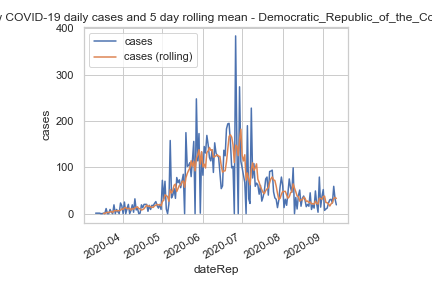 COVID-19 daily cases and 5 day rolling mean - Democratic_Republic_of_the_Co
cases
cases (rolling)
400
300
200
100
0
cases
2020-04
2020-05
2020-06
2020-07
2020-08
2020-09
dateRep